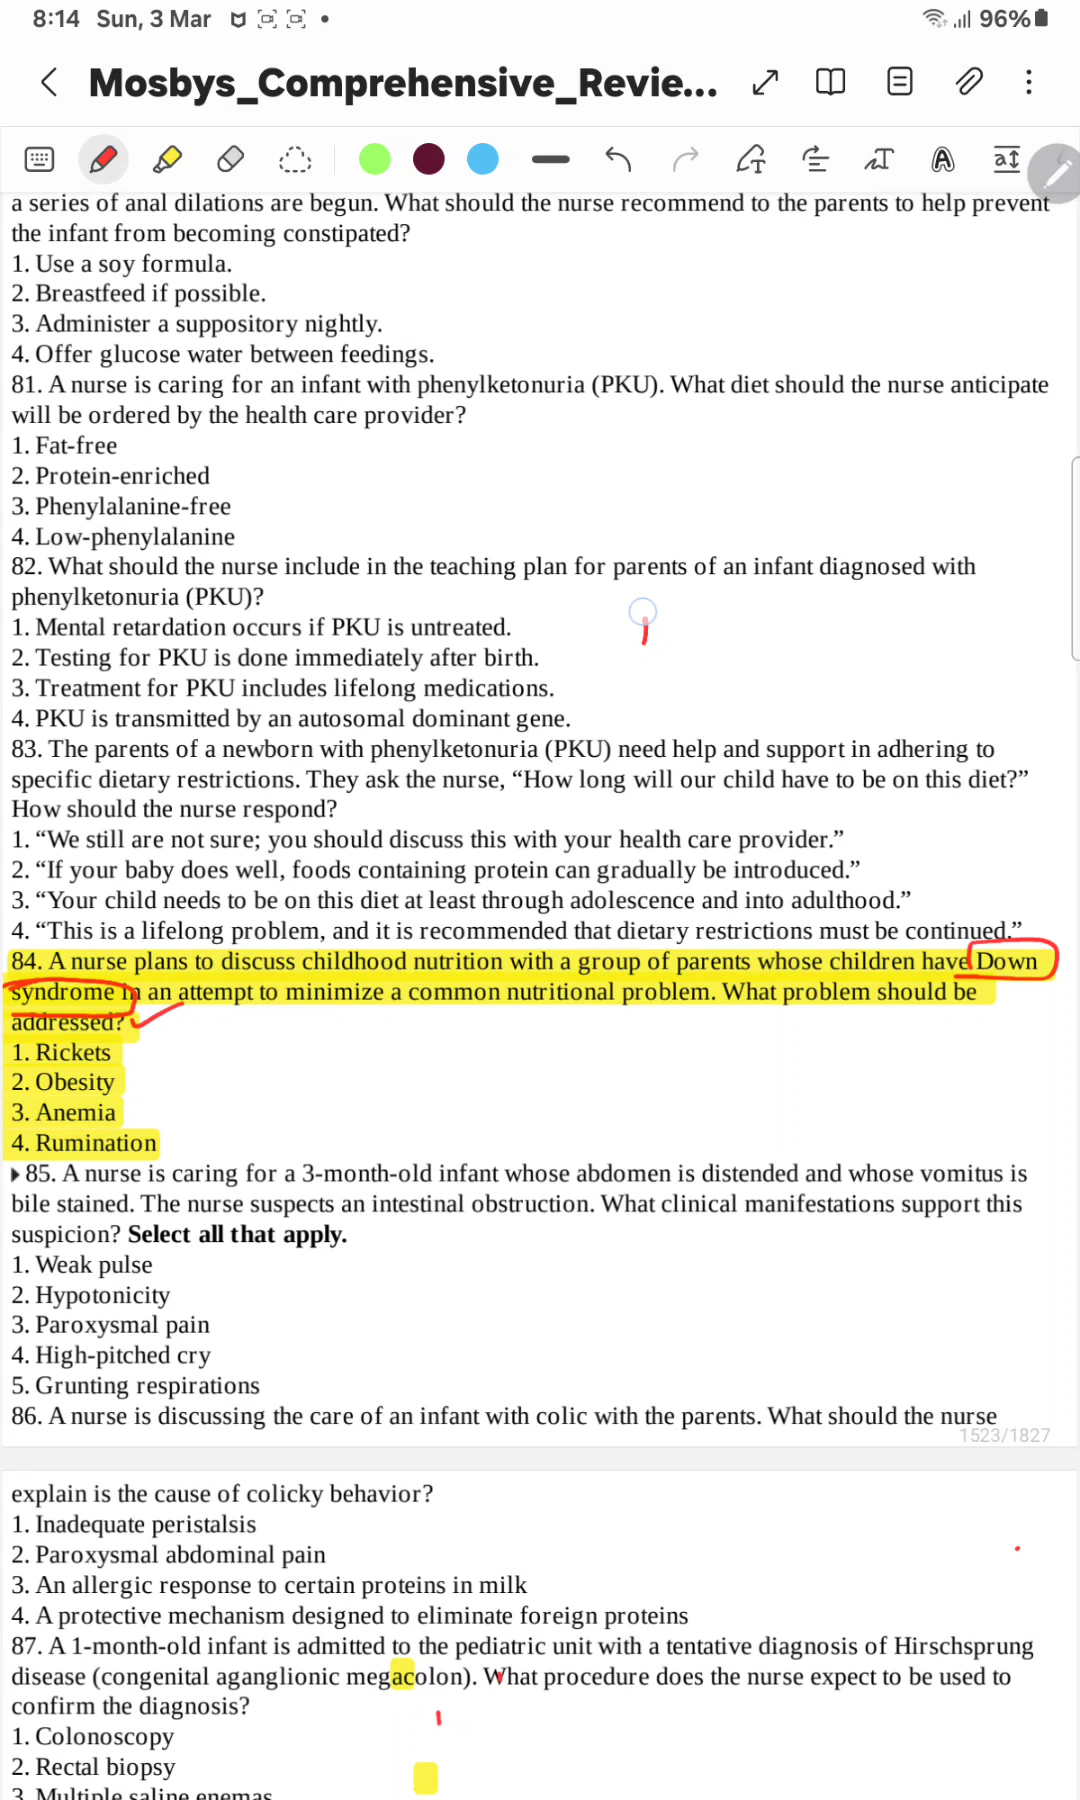 8:14 Sun, 3 Mar 96%
Mosbys_Comprehensive_Revie...
a series of anal dilations are begun. What should the nurse recommend to the parents to help prevent
the infant from becoming constipated?
1. Use a soy formula.
2. Breastfeed if possible.
3. Administer a suppository nightly.
4. Offer glucose water between feedings.
81. A nurse is caring for an infant with phenylketonuria (PKU). What diet should the nurse anticipate
will be ordered by the health care provider?
1. Fat-free
2. Protein-enriched
3. Phenylalanine-free
4. Low-phenylalanine
82. What should the nurse include in the teaching plan for parents of an infant diagnosed with
phenylketonuria (PKU)?
1. Mental retardation occurs if PKU is untreated.
2. Testing for PKU is done immediately after birth.
3. Treatment for PKU includes lifelong medications.
4. PKU is transmitted by an autosomal dominant gene.
83. The parents of a newborn with phenylketonuria (PKU) need help and support in adhering to
specific dietary restrictions. They ask the nurse, “How long will our child have to be on this diet?”
How should the nurse respond?
1. “We still are not sure; you should discuss this with your health care provider.”
2. “If your baby does well, foods containing protein can gradually be introduced.”
3. “Your child needs to be on this diet at least through adolescence and into adulthood.”
4. “This is a lifelong problem, and it is recommended that dietary restrictions must be continued.”
84. A nurse plans to discuss childhood nutrition with a group of parents whose children have Down
syndrome in an attempt to minimize a common nutritional problem. What problem should be
addressed?
1. Rickets
2. Obesity
3. Anemia
4. Rumination
85. A nurse is caring for a 3-month-old infant whose abdomen is distended and whose vomitus is
bile stained. The nurse suspects an intestinal obstruction. What clinical manifestations support this
suspicion? Select all that apply.
1. Weak pulse
2. Hypotonicity
3. Paroxysmal pain
4. High-pitched cry
5. Grunting respirations
86. A nurse is discussing the care of an infant with colic with the parents. What should the nurse
1523/1827
explain is the cause of colicky behavior?
1. Inadequate peristalsis
2. Paroxysmal abdominal pain
3. An allergic response to certain proteins in milk
4. A protective mechanism designed to eliminate foreign proteins
87. A 1-month-old infant is admitted to the pediatric unit with a tentative diagnosis of Hirschsprung
disease (congenital aganglionic megacolon). What procedure does the nurse expect to be used to
confirm the diagnosis?
1. Colonoscopy
2. Rectal biopsy
3. Multiple saline enemas